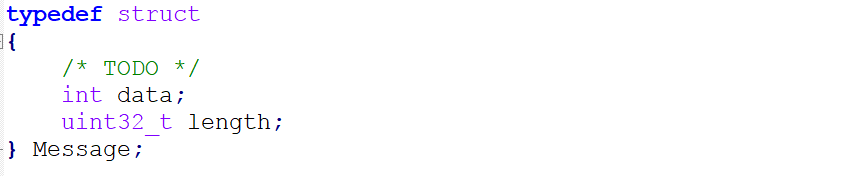 typedef struct
{
    /* TODO */
    int data;
    uint32_t length;
} Message;